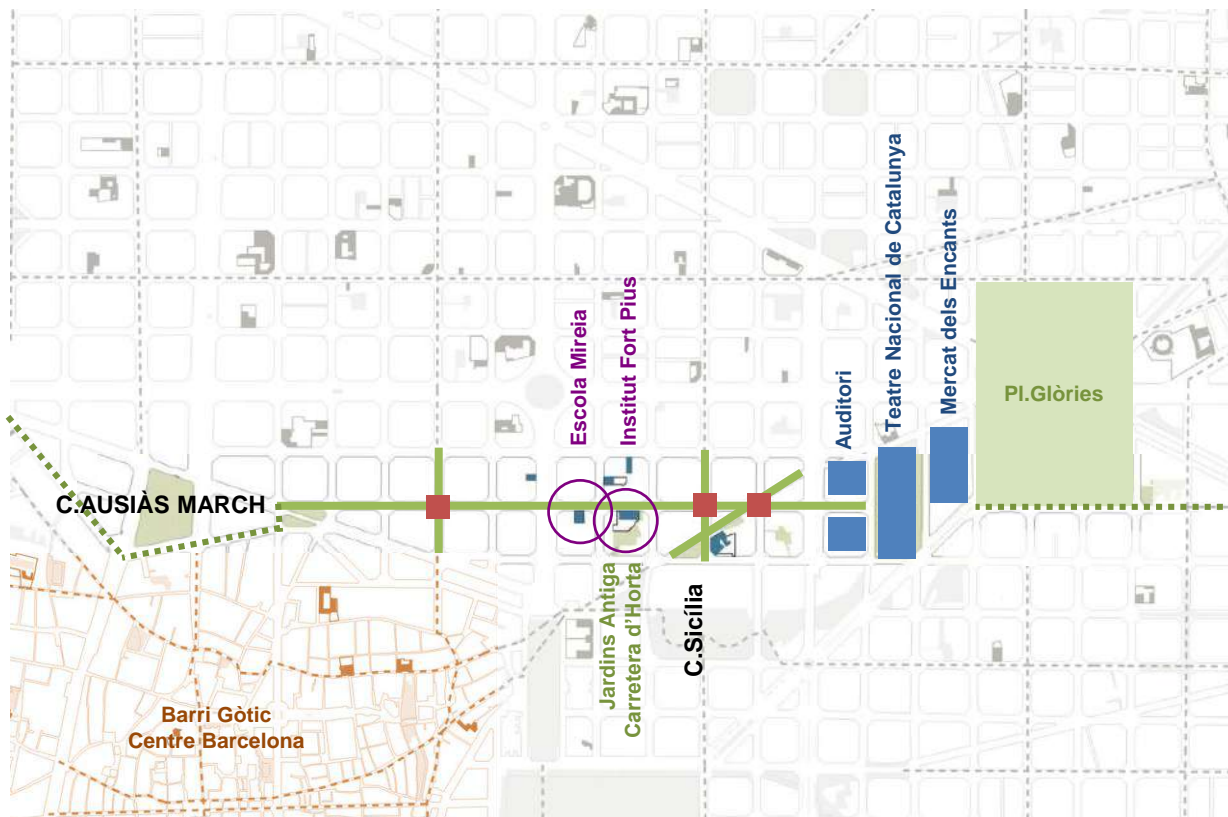 Escola Mireia
Institut Fort Pius
Auditori
Teatre Nacional de Catalunya
Mercat dels Encants
Pl.Glòries
C.AUSIÀS MARCH
Jardins Antiga
Carretera d'Horta
C.Sicília
Barri Gòtic
Centre Barcelona